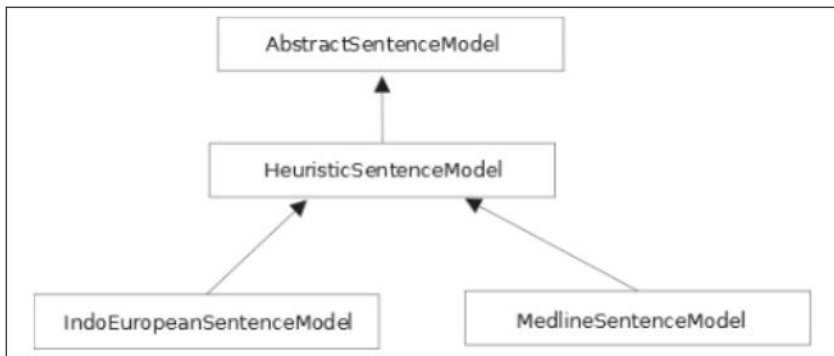 AbstractSentenceModel
HeuristicSentenceModel
IndoEuropeanSentenceModel
MedlineSentenceModel